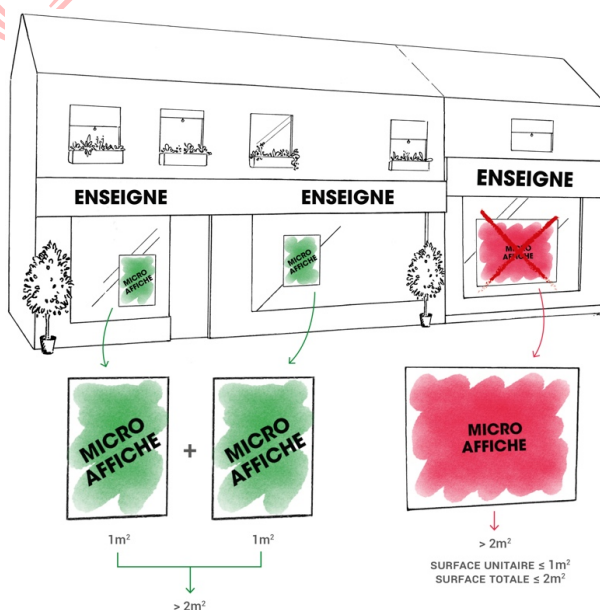 ENSEIGNE ENSEIGNE ENSEIGNE
MICRO
AFFICHE
MICRO
AFFICHE
MICRO
AFFICHE
MICRO
AFFICHE
+
MICRO
AFFICHE
MICRO
AFFICHE
1m²
1m²
> 2m²
> 2m²
SURFACE UNITAIRE ≤ 1m²
SURFACE TOTALE ≤ 2m²